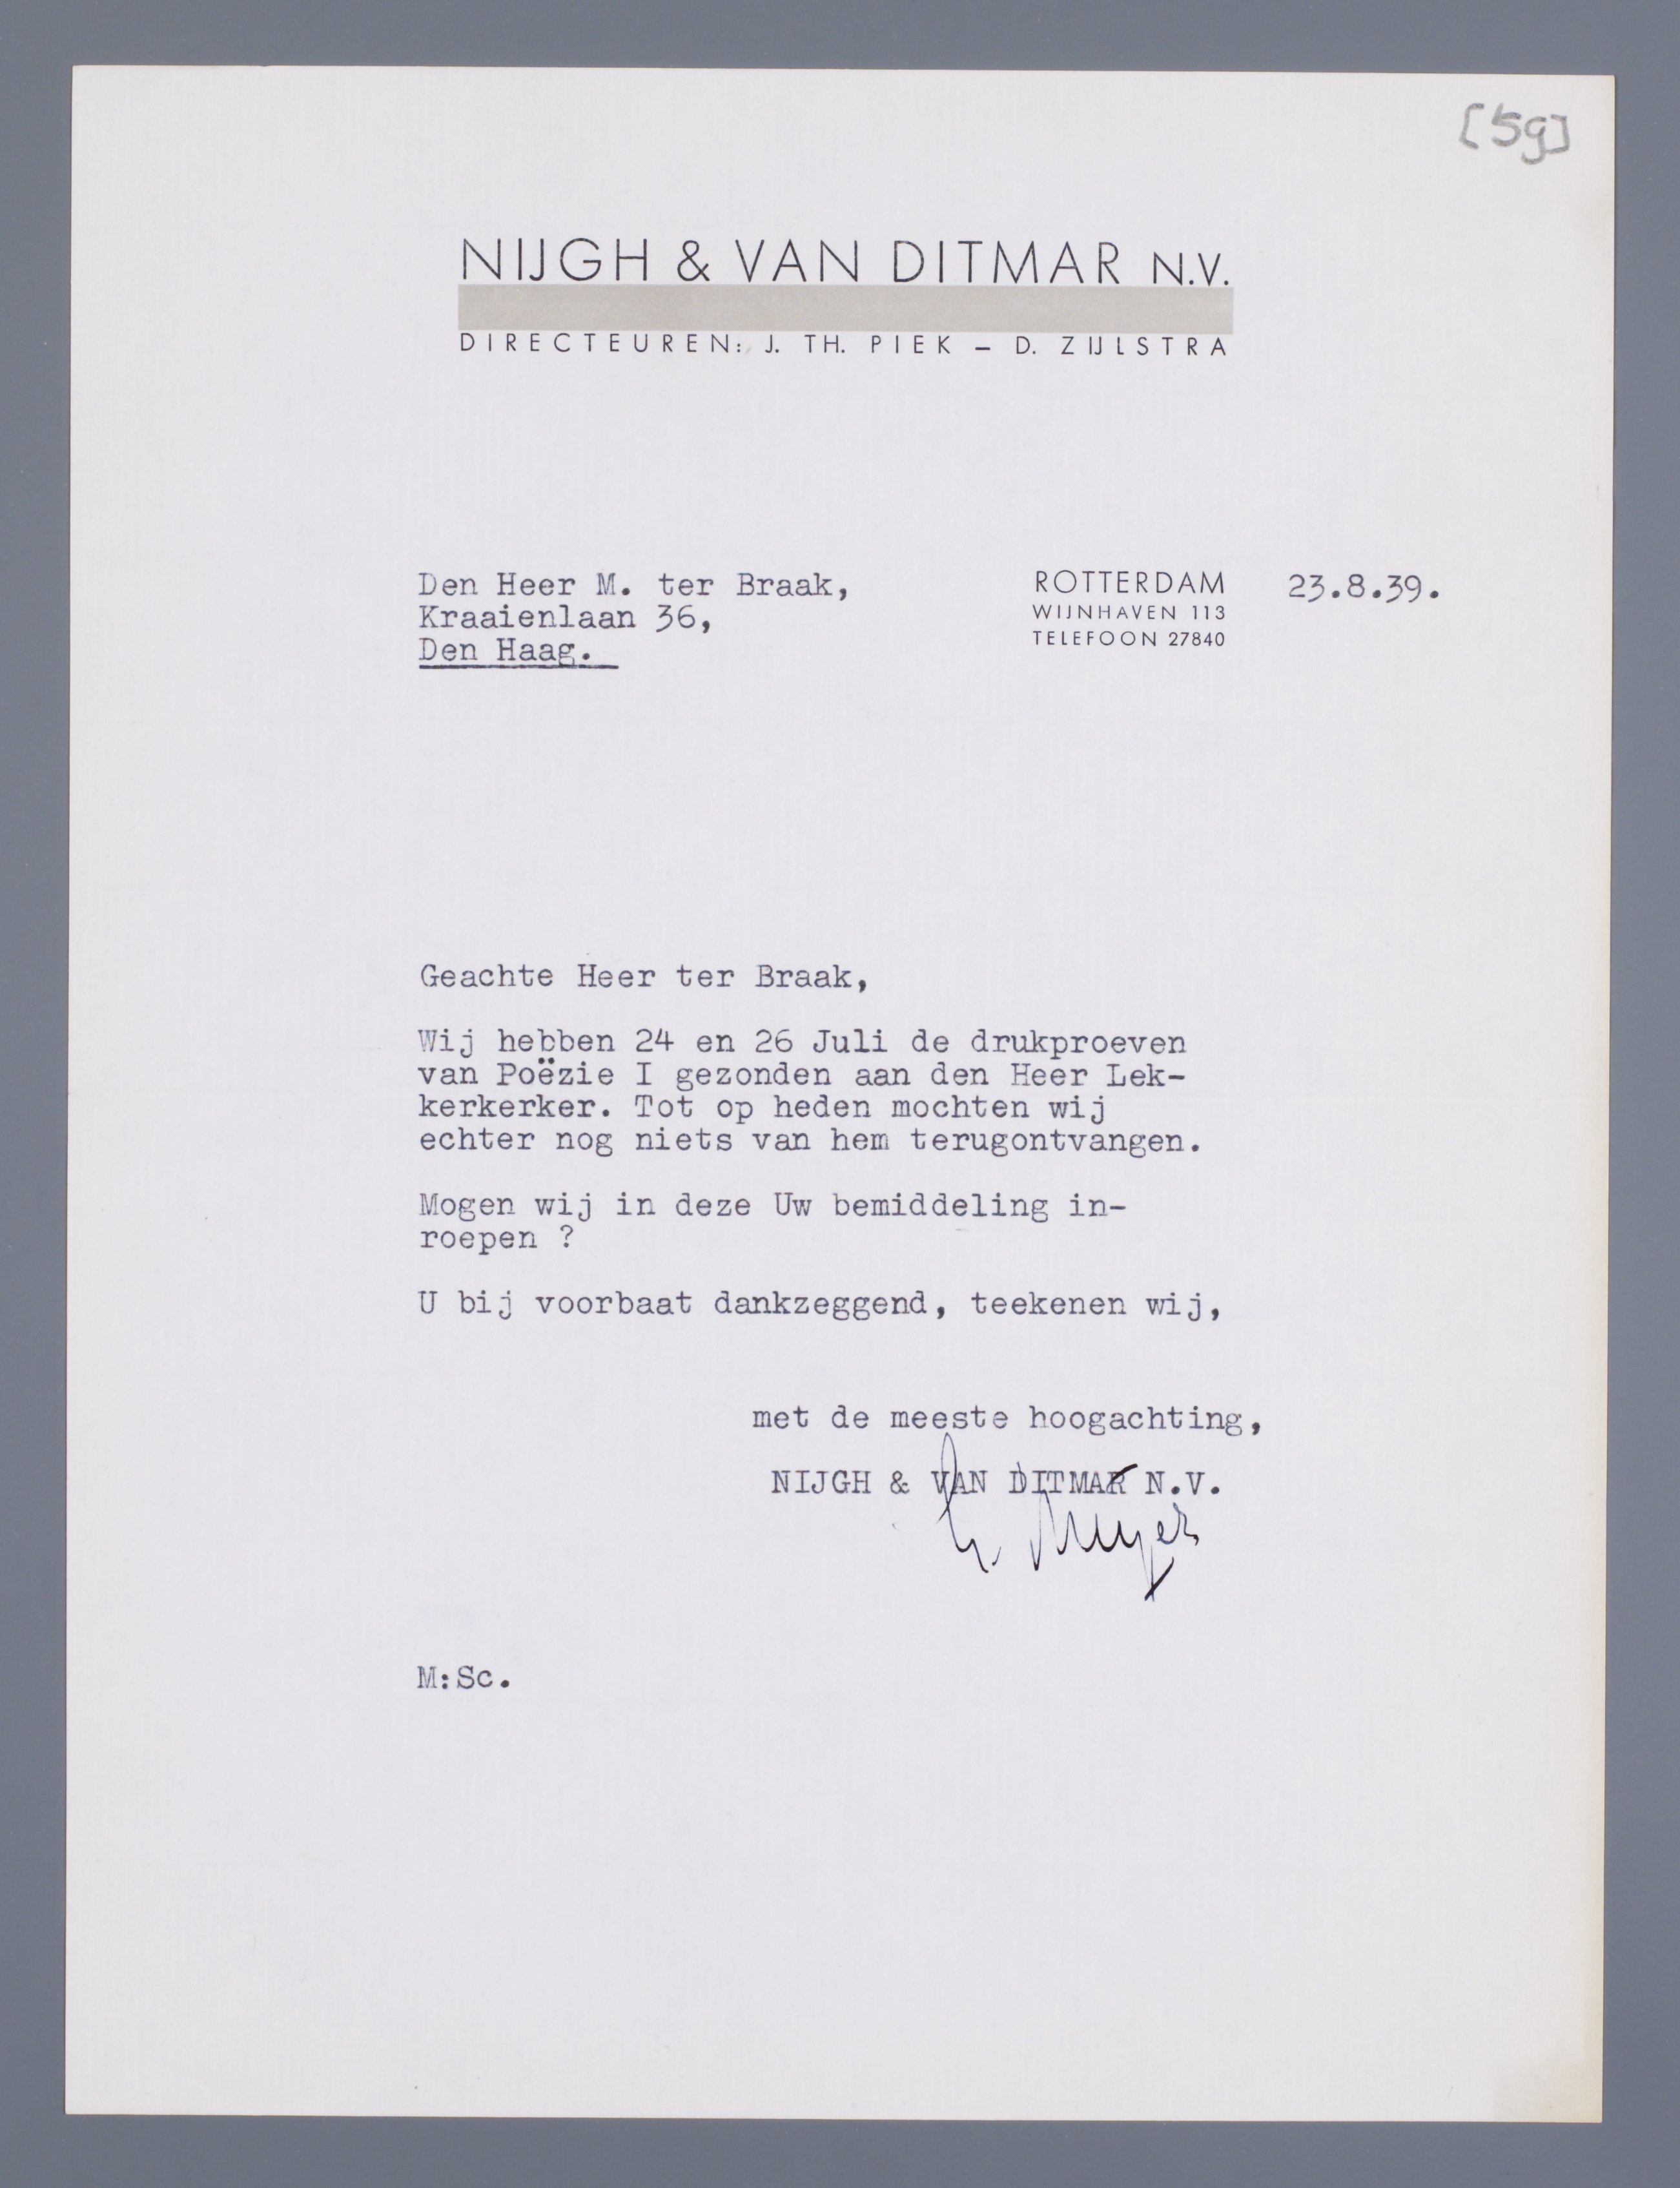 [59]
NIJGH & VAN DITMAR N.V.
DIRECTEUREN: J. TH. PIEK – D. ZIJLSTRA
Den Heer M. ter Braak,
Kraaienlaan 36,
Den Haag.
ROTTERDAM 23.8.39.
WIJNHAVEN 113
TELEFOON 27840
Geachte Heer ter Braak,
Wij hebben 24 en 26 Juli de drukproeven
van Poëzie I gezonden aan den Heer Lek-
kerkerker. Tot op heden mochten wij
echter nog niets van hem terugontvangen.
Mogen wij in deze Uw bemiddeling in-
roepen ?
U bij voorbaat dankzeggend, teekenen wij,
met de meeste hoogachting,
NIJGH & VAN DITMAR N.V.
M:Sc.